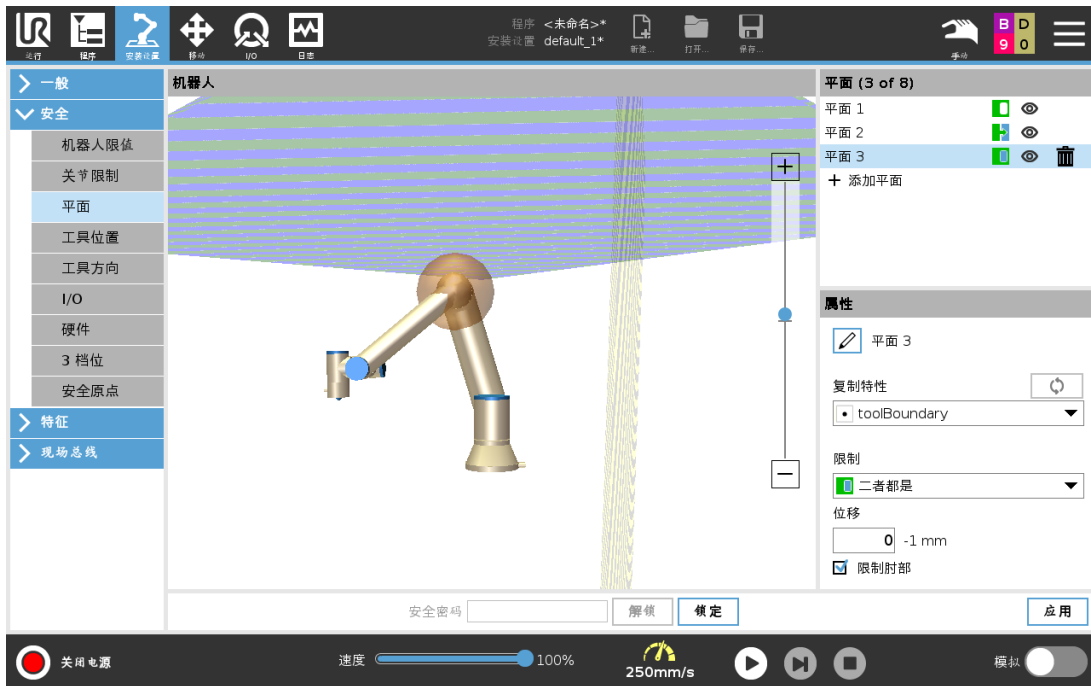 程序 <未命名>*
安装设置 default_1*
运行 程序 安装设置 移动 I/O 日志 新建... 打开... 保存... 手动
B D
9 0
一般
安全
机器人限值
关节限制
平面
工具位置
工具方向
I/O
硬件
3 档位
安全原点
特征
现场总线
机器人
平面 (3 of 8)
平面 1
平面 2
平面 3
添加平面
属性
平面 3
复制特性
toolBoundary
限制
二者都是
位移
0 -1 mm
限制肘部
安全密码 解锁 锁定 应用
关闭电源 速度 100% 250mm/s 模拟